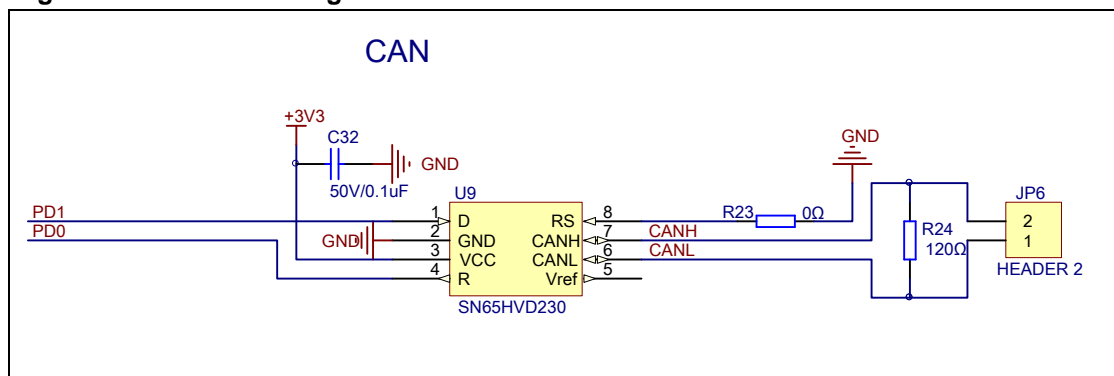 CAN
+3V3
C32
GND
50V/0.1uF
GND
U9
PD1
PD0
1 D
2 GND
3 VCC
4 R
GND
RS 8
CANH 7
CANL 6
Vref 5
SN65HVD230
R23 0Ω
CANH
CANL
R24
120Ω
JP6
2
1
HEADER 2